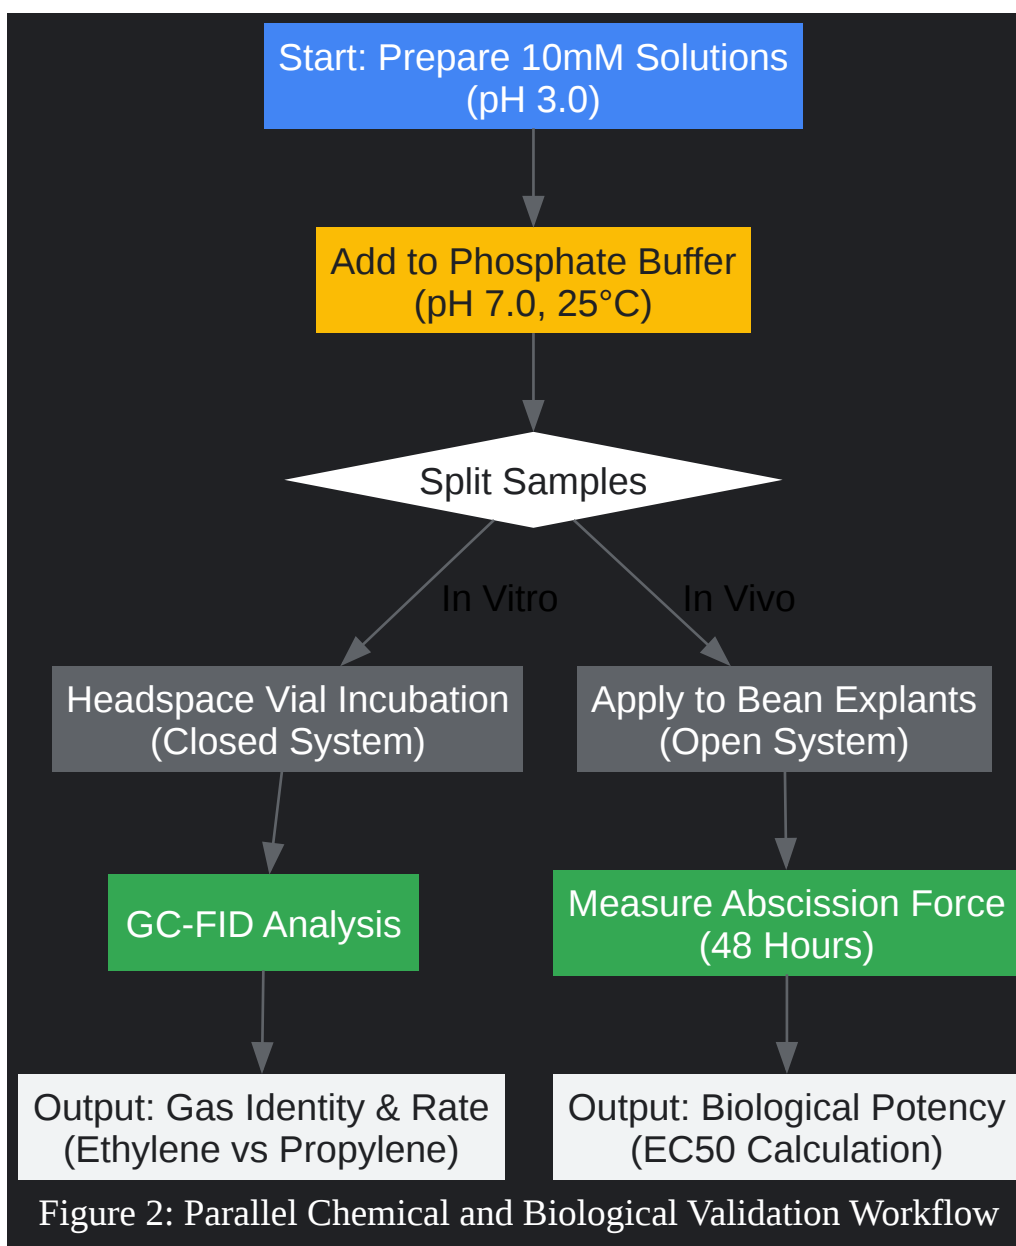 Start: Prepare 10mM Solutions
(pH 3.0)
Add to Phosphate Buffer
(pH 7.0, 25°C)
Split Samples
In Vitro
In Vivo
Headspace Vial Incubation
(Closed System)
Apply to Bean Explants
(Open System)
GC-FID Analysis
Measure Abscission Force
(48 Hours)
Output: Gas Identity & Rate
(Ethylene vs Propylene)
Output: Biological Potency
(EC50 Calculation)
Figure 2: Parallel Chemical and Biological Validation Workflow